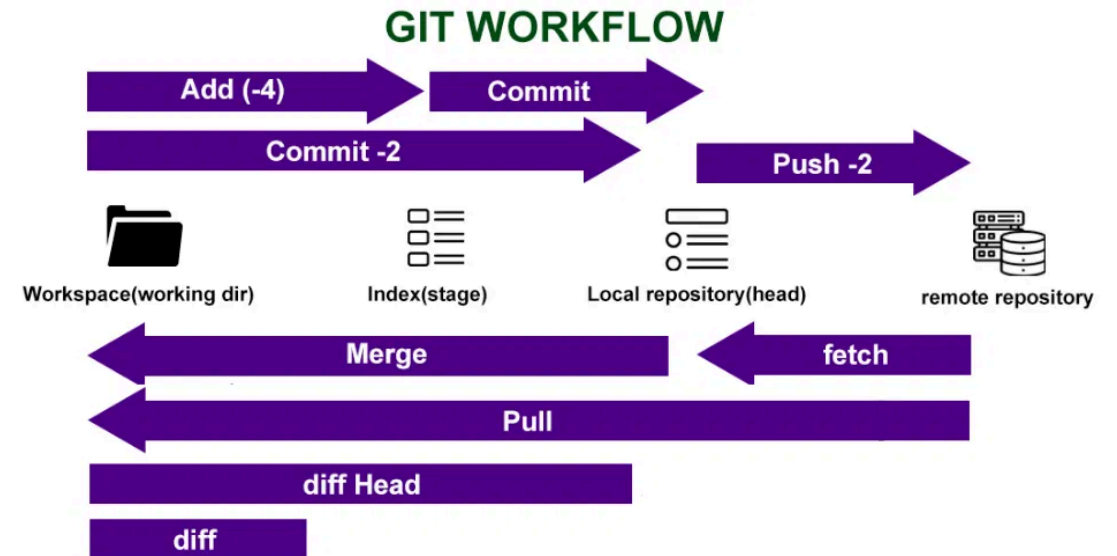 GIT WORKFLOW
Add (-4)
Commit
Commit -2
Push -2
Workspace(working dir)
Index(stage)
Local repository(head)
remote repository
Merge
fetch
Pull
diff Head
diff